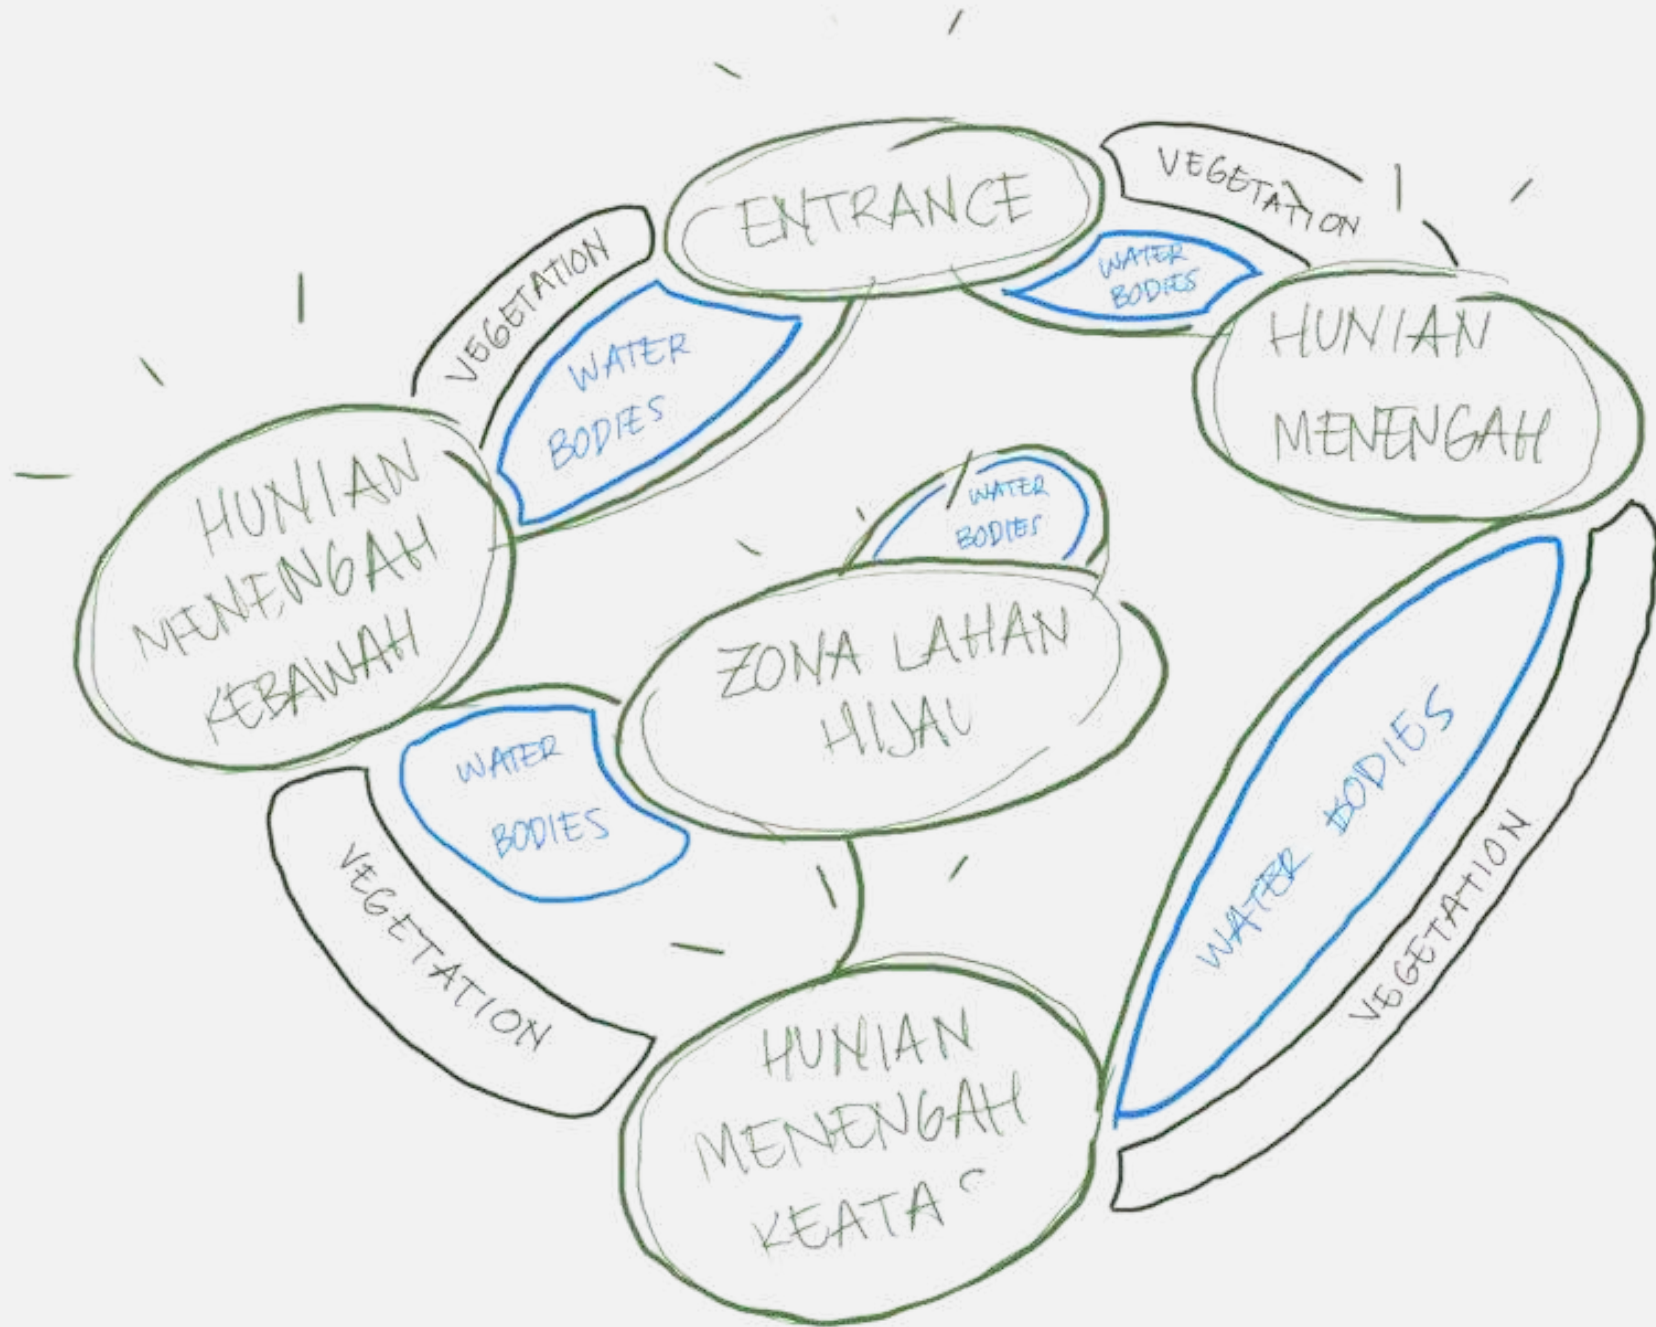 ENTRANCE
VEGETATION
WATER
BODIES
VEGETATION
WATER
BODIES
HUNIAN
MENENGAH
HUNIAN
MENENGAH
KEBAWAH
WATER
BODIES
ZONA LAHAN
HIJAU
WATER
BODIES
VEGETATION
WATER BODIES
VEGETATION
HUNIAN
MENENGAH
KEATAS